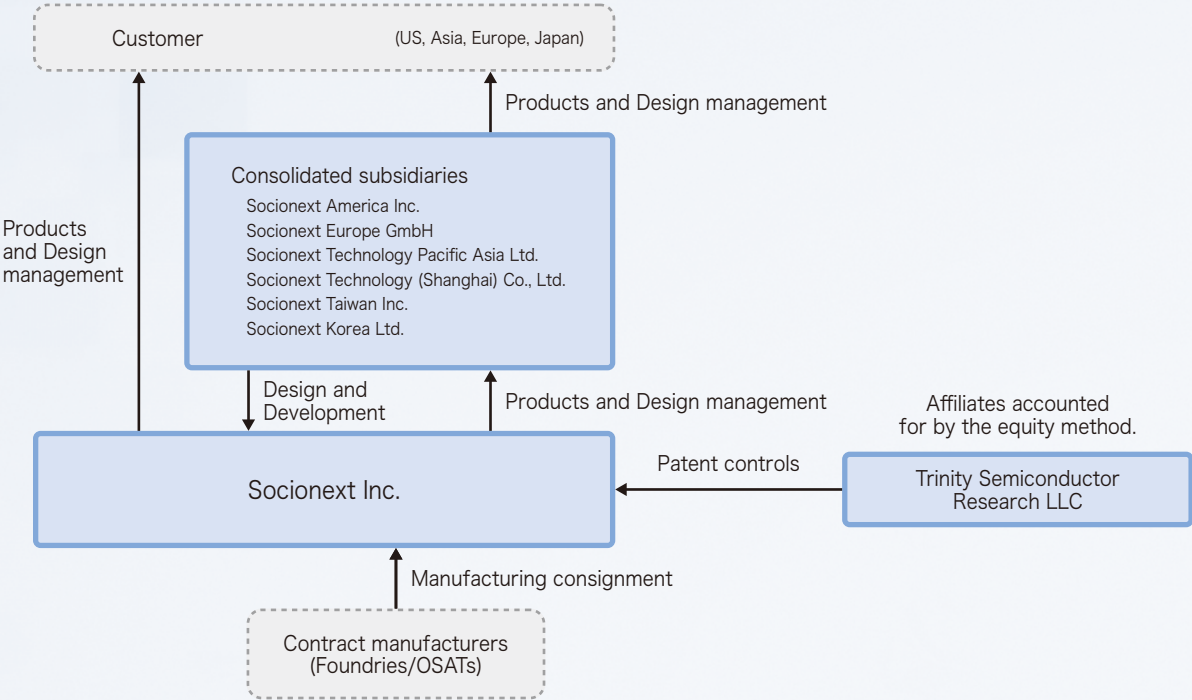 Customer
(US, Asia, Europe, Japan)
Products and Design management
Consolidated subsidiaries
Socionext America Inc.
Socionext Europe GmbH
Socionext Technology Pacific Asia Ltd.
Socionext Technology (Shanghai) Co., Ltd.
Socionext Taiwan Inc.
Socionext Korea Ltd.
Products
and Design
management
Design and
Development
Products and Design management
Affiliates accounted
for by the equity method.
Patent controls
Trinity Semiconductor
Research LLC
Socionext Inc.
Manufacturing consignment
Contract manufacturers
(Foundries/OSATs)